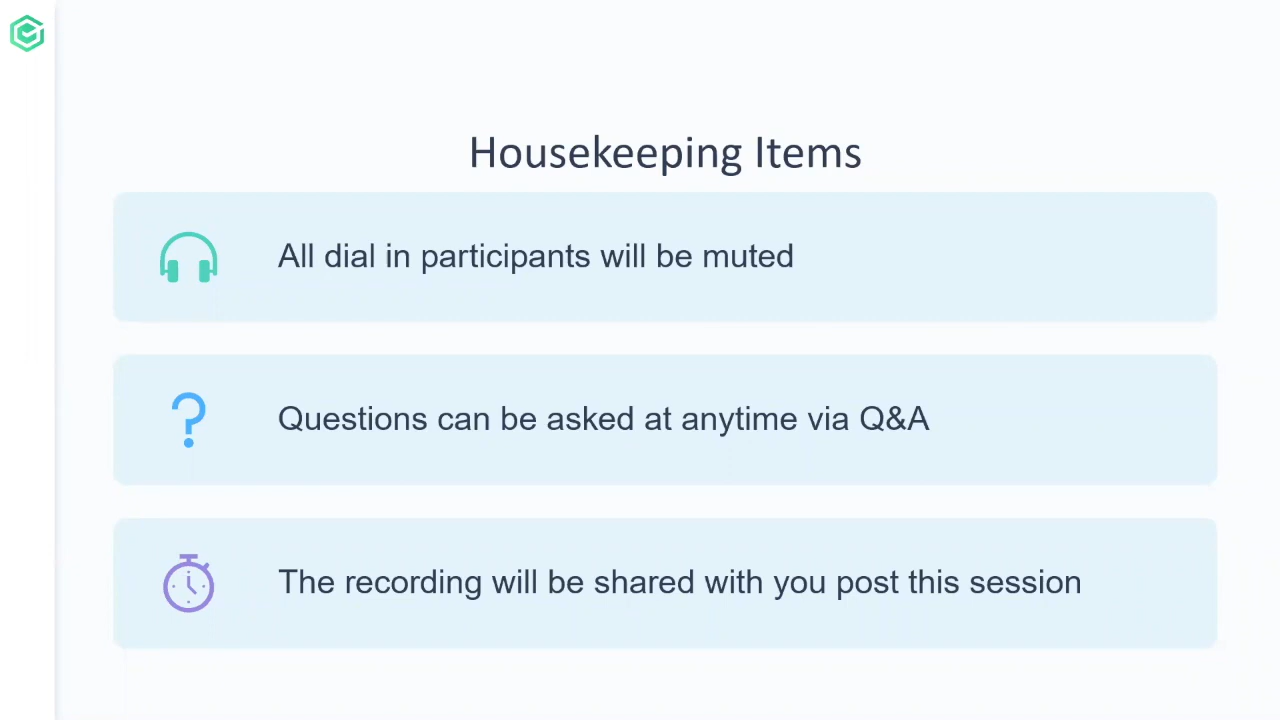 Housekeeping Items
All dial in participants will be muted
Questions can be asked at anytime via Q&A
The recording will be shared with you post this session